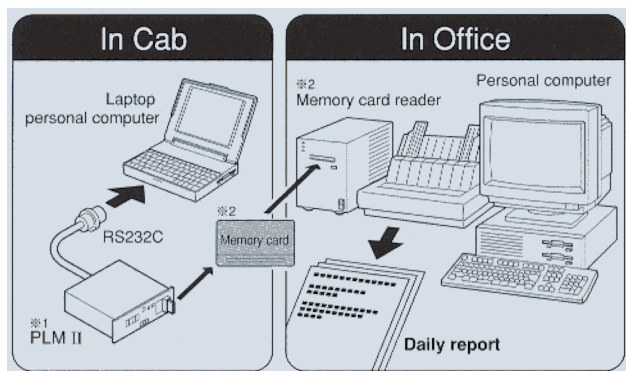 In Cab
Laptop
personal computer
RS232C
※1
PLM II
※2
Memory card
In Office
※2
Memory card reader
Personal computer
Daily report